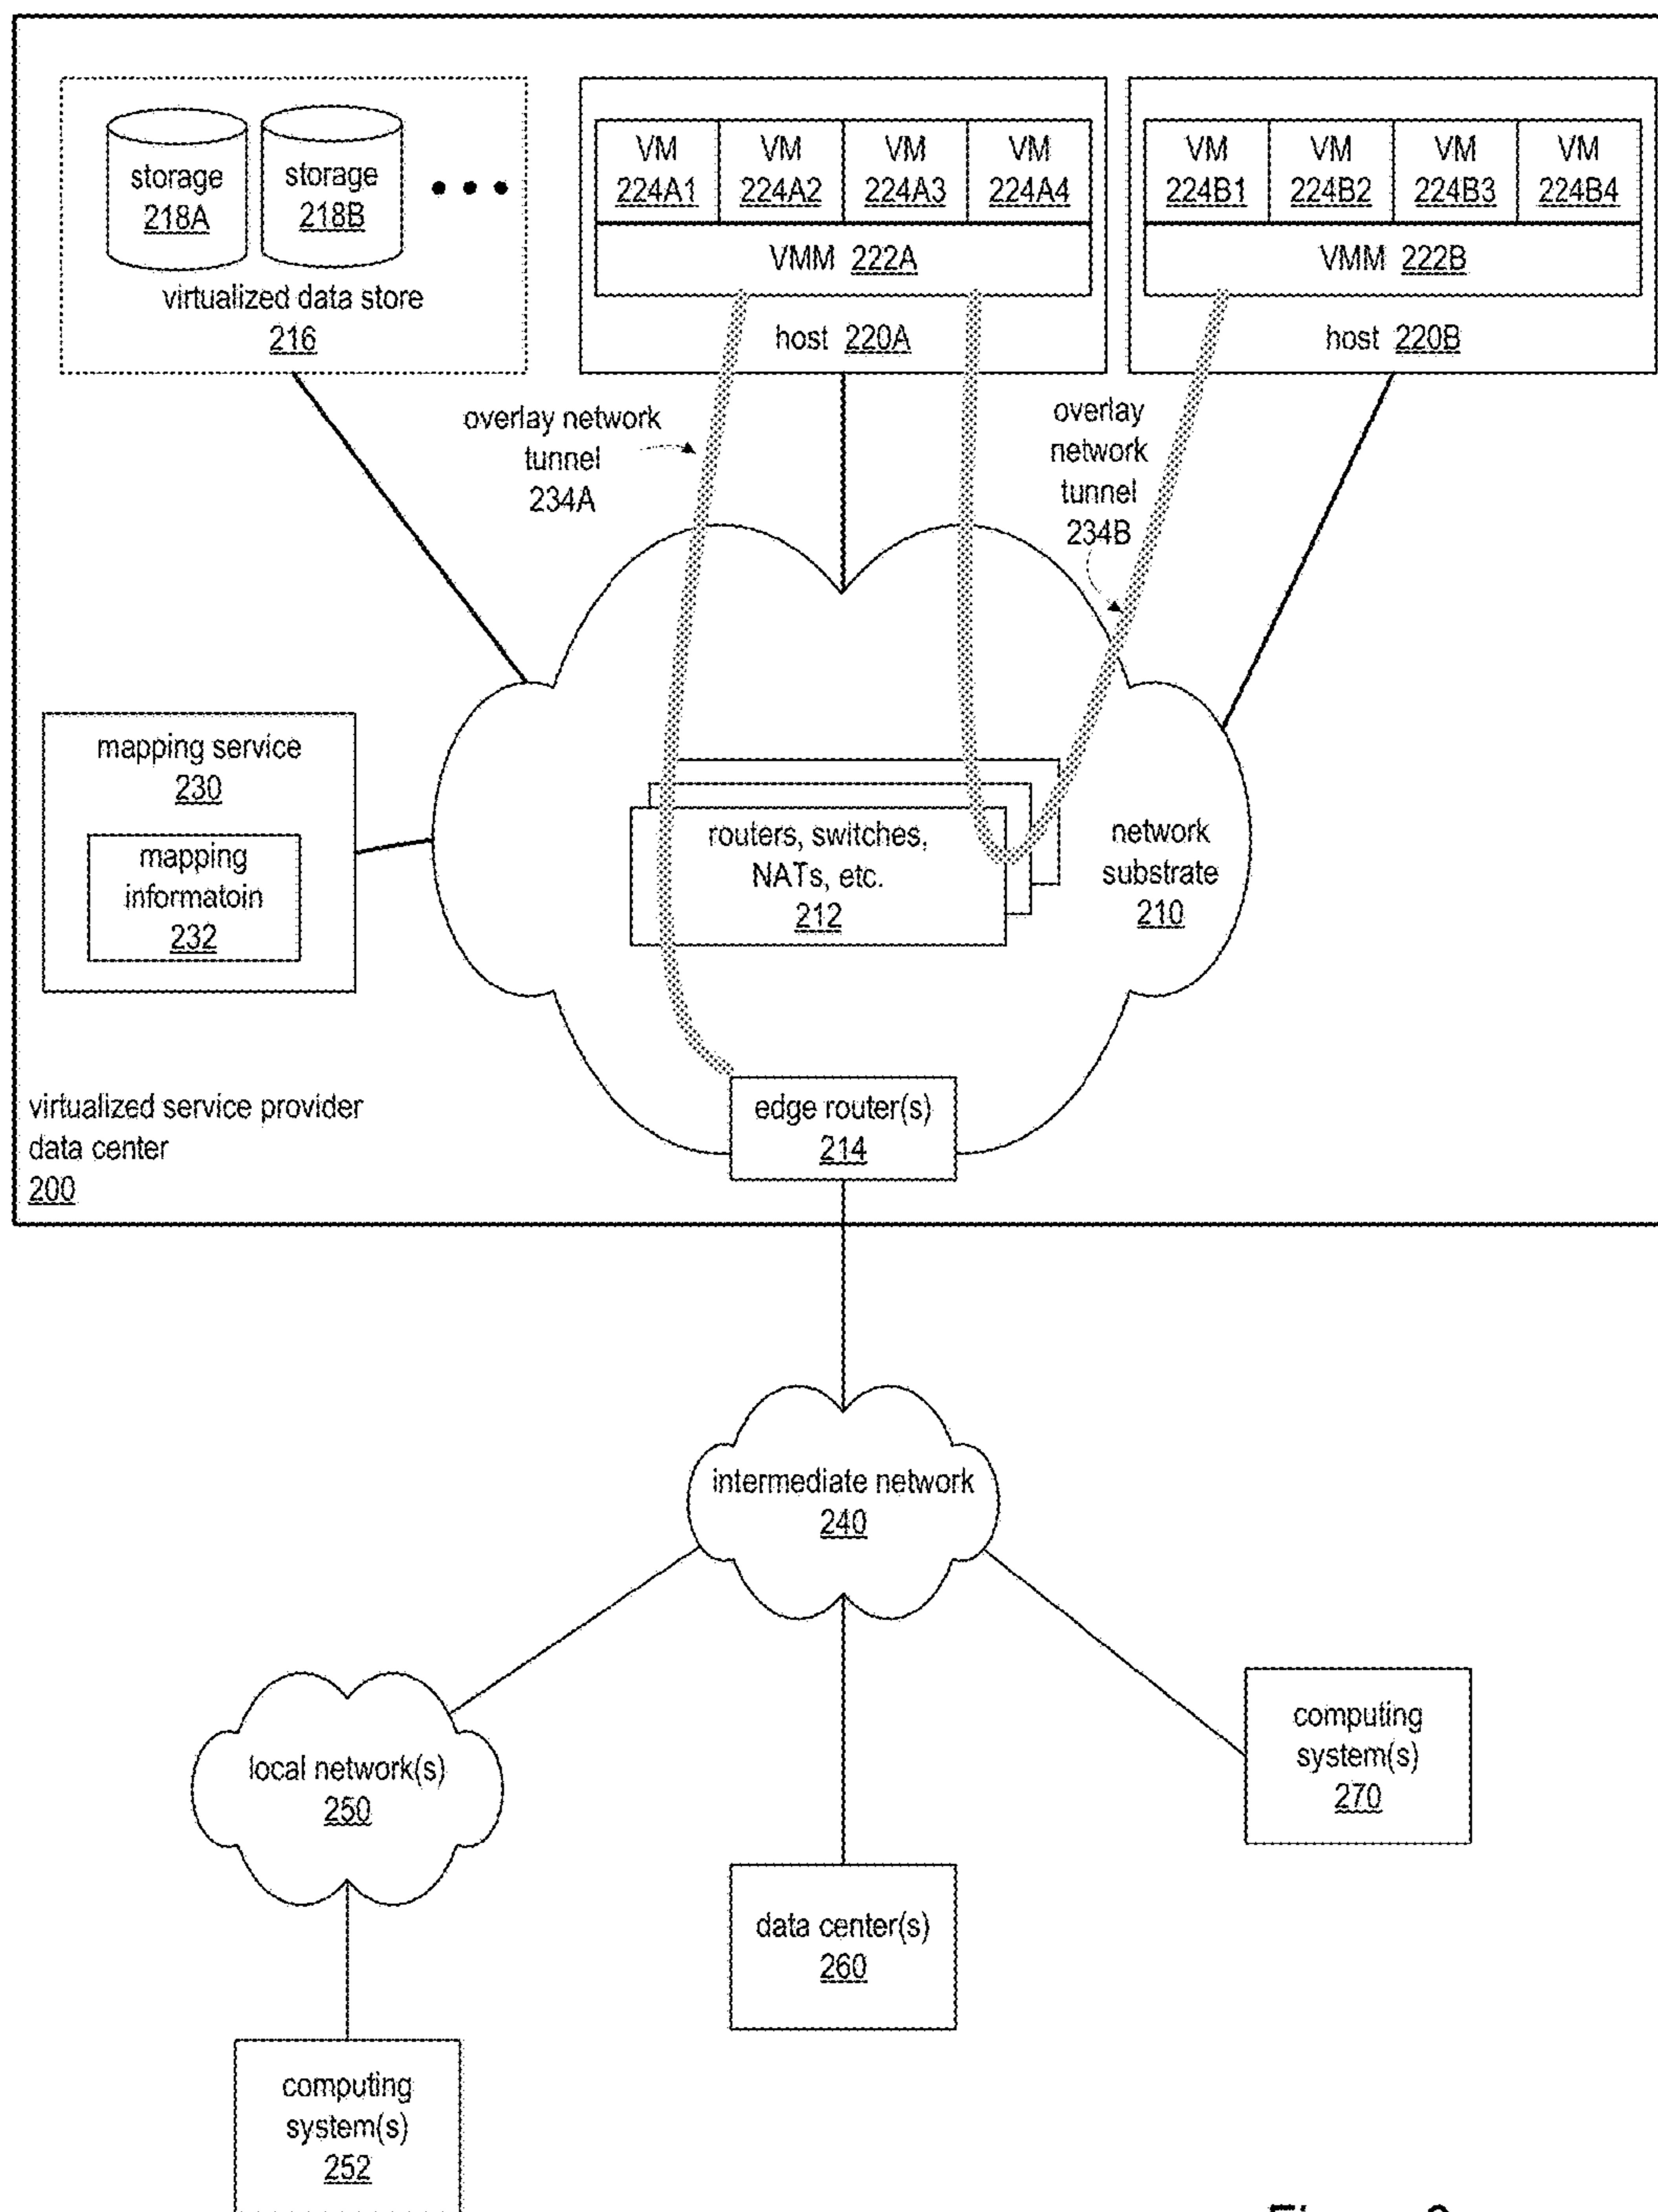 storage
218A
storage
218B
virtualized data store
216
VM
224A1
VM
224A2
VM
224A3
VM
224A4
VMM 222A
host 220A
VM
224B1
VM
224B2
VM
224B3
VM
224B4
VMM 222B
host 220B
overlay network
tunnel
234A
overlay
network
tunnel
234B
mapping service
230
mapping
informatoin
232
routers, switches,
NATs, etc.
212
network
substrate
210
virtualized service provider
data center
200
edge router(s)
214
intermediate network
240
local network(s)
250
computing
system(s)
270
data center(s)
260
computing
system(s)
252